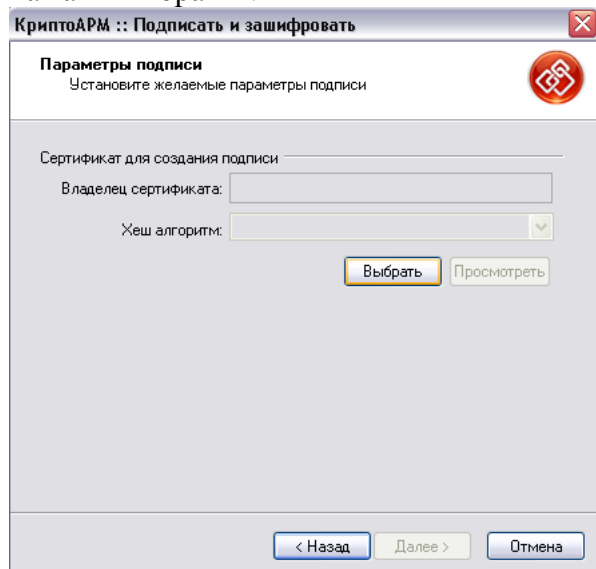 КриптоАРМ :: Подписать и зашифровать
Параметры подписи
Установите желаемые параметры подписи
Сертификат для создания подписи
Владелец сертификата:
Хеш алгоритм:
Выбрать Просмотреть
< Назад Далее > Отмена